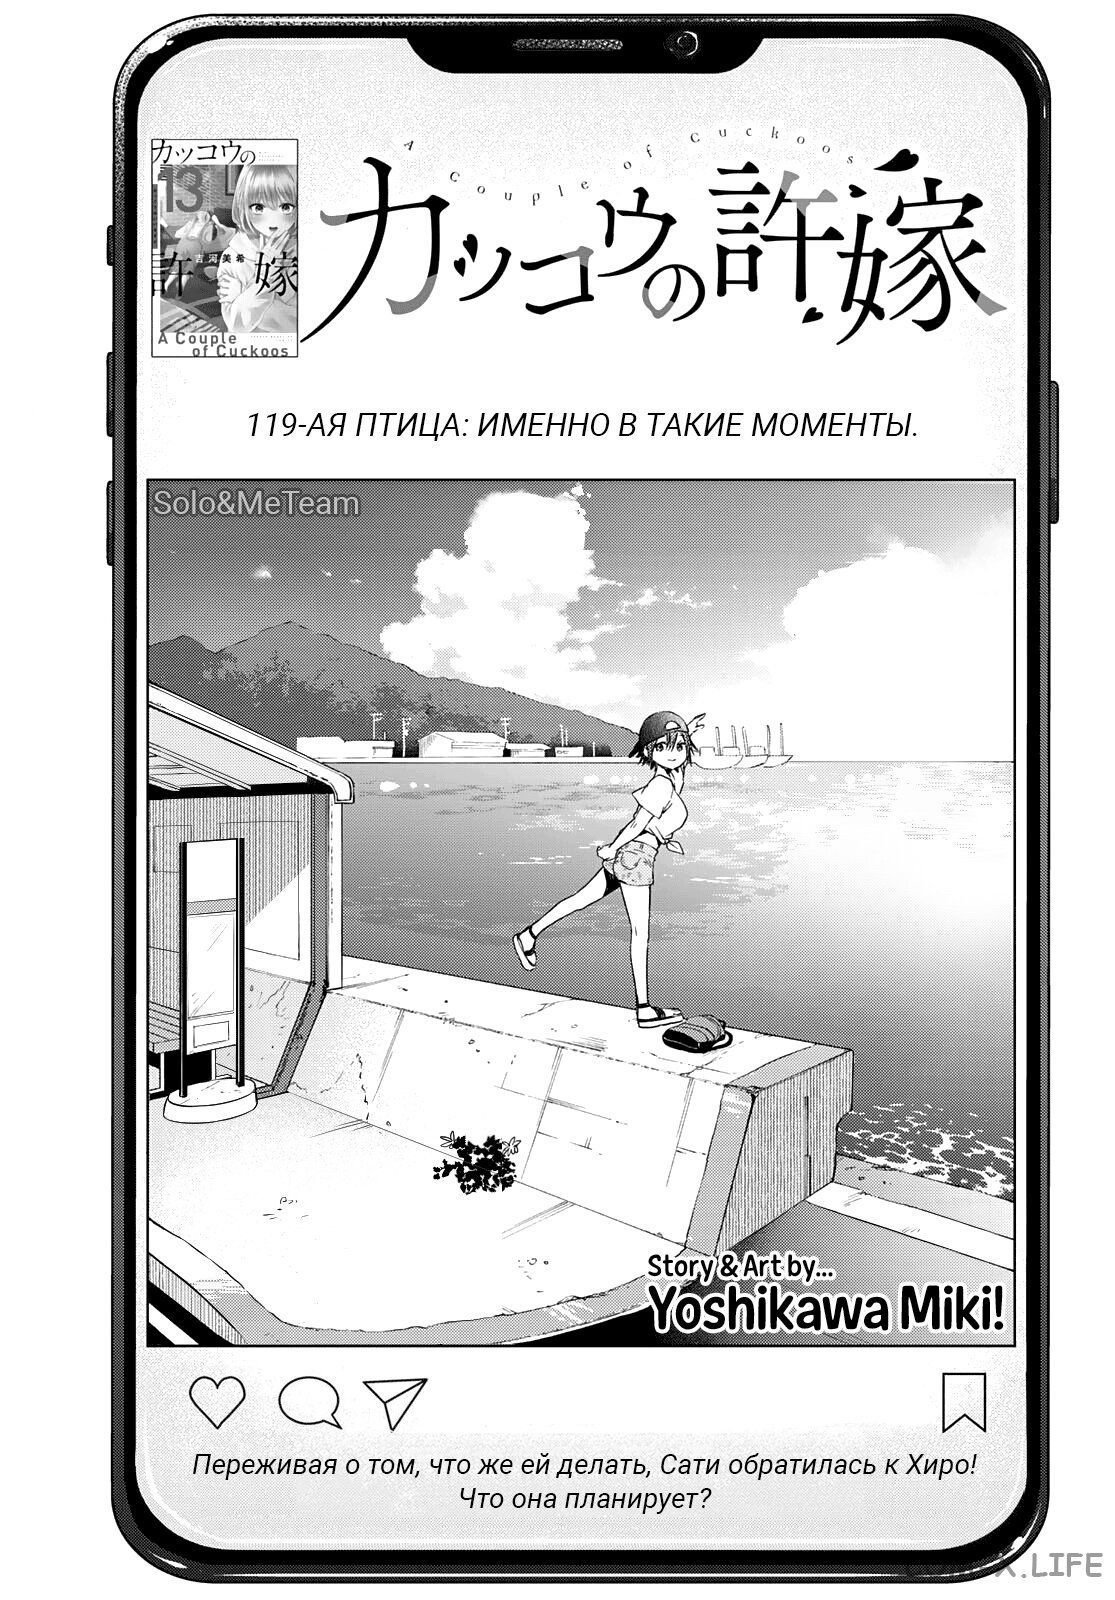 A Couple of Cuckoos
カッコウの許嫁
カッコウの
13
許嫁
吉河美希
A Couple
of Cuckoos
119-АЯ ПТИЦА: ИМЕННО В ТАКИЕ МОМЕНТЫ.
Solo&MeTeam
Story & Art by...
Yoshikawa Miki!
Переживая о том, что же ей делать, Сати обратилась к Хиро!
Что она планирует?
X.LIFE